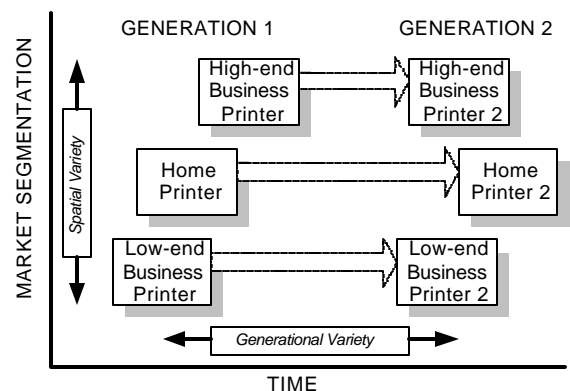 GENERATION 1
GENERATION 2
High-end
Business
Printer
High-end
Business
Printer 2
Home
Printer
Home
Printer 2
Low-end
Business
Printer
Low-end
Business
Printer 2
MARKET SEGMENTATION
Spatial Variety
Generational Variety
TIME